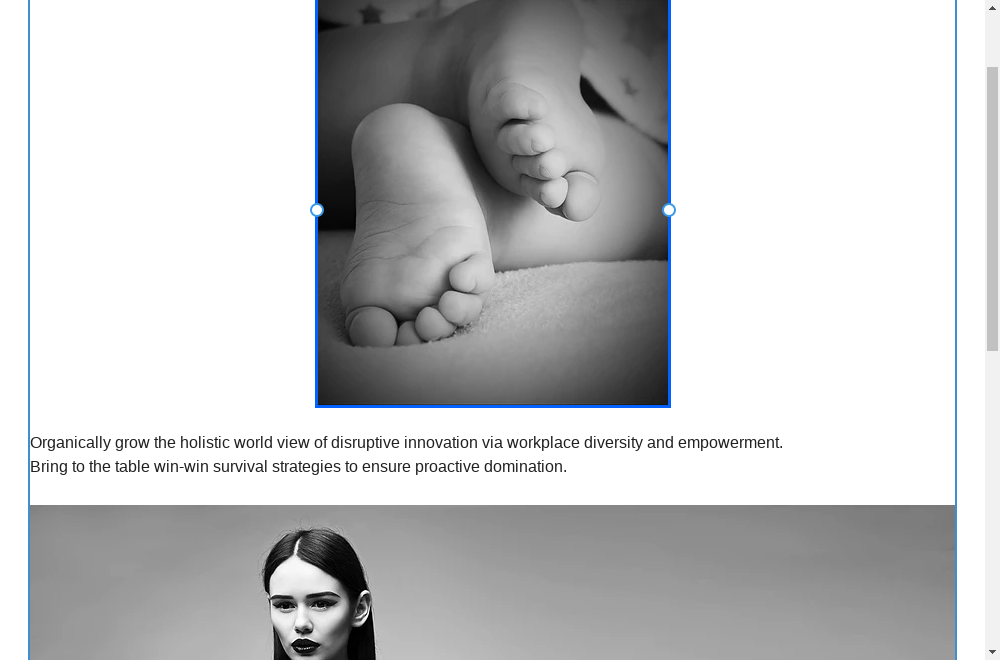 Organically grow the holistic world view of disruptive innovation via workplace diversity and empowerment.
Bring to the table win-win survival strategies to ensure proactive domination.